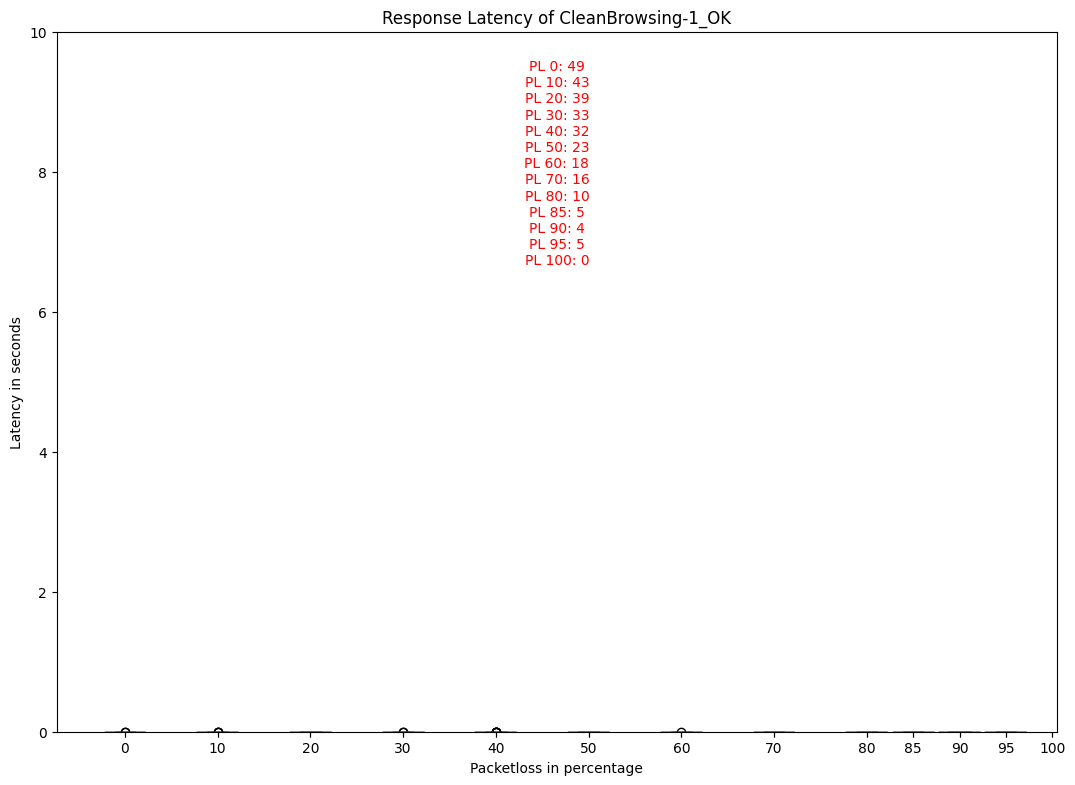 Response Latency of CleanBrowsing-1_OK
10
8
6
4
2
0
Latency in seconds
PL 0: 49
PL 10: 43
PL 20: 39
PL 30: 33
PL 40: 32
PL 50: 23
PL 60: 18
PL 70: 16
PL 80: 10
PL 85: 5
PL 90: 4
PL 95: 5
PL 100: 0
0 10 20 30 40 50 60 70 80 85 90 95 100
Packetloss in percentage